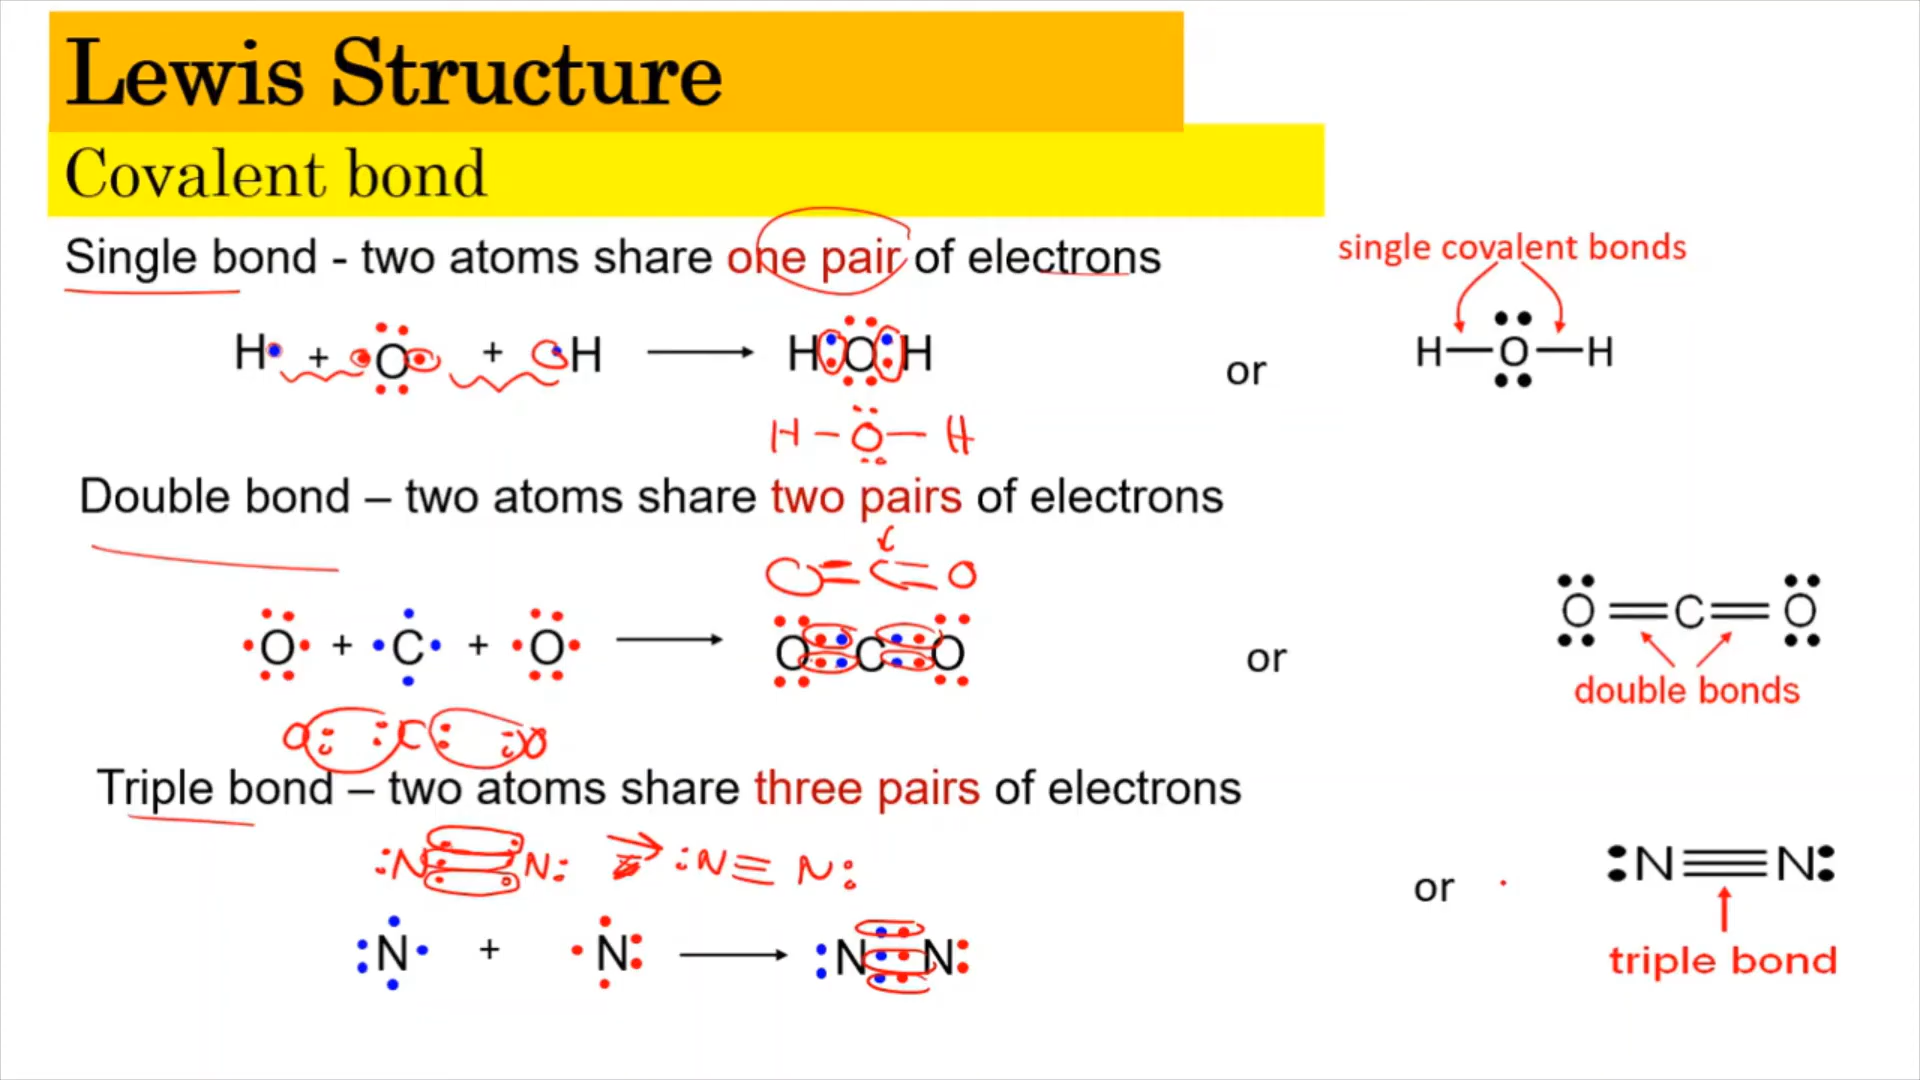 Lewis Structure
Covalent bond
Single bond - two atoms share one pair of electrons
single covalent bonds
H + O + H
H O H
or
H—O—H
H – O – H
Double bond – two atoms share two pairs of electrons
O = C = O
O + C + O
O C O
or
O=C=O
double bonds
O C O
Triple bond – two atoms share three pairs of electrons
:N N: :N≡N:
or
:N≡N:
triple bond
:N + N:
:N N: